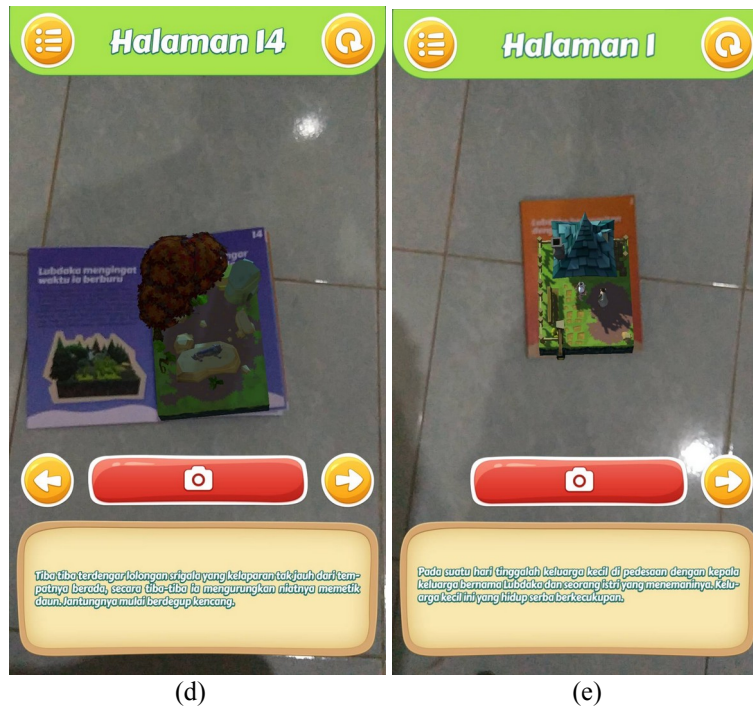 Halaman 14
14
Lubdaka mengingat
waktu ia berburu
Tiba tiba terdengar lolongan srigala yang kelaparan tak jauh dari tem-
patnya berada, secara tiba-tiba ia mengurungkan niatnya memetik
daun. Jantungnya mulai berdegup kencang.
(d)
Halaman 1
Pada suatu hari tinggalah keluarga kecil di pedesaan dengan kepala
keluarga bernama Lubdaka dan seorang istri yang menemaninya. Kelu-
arga kecil ini yang hidup serba berkecukupan.
(e)